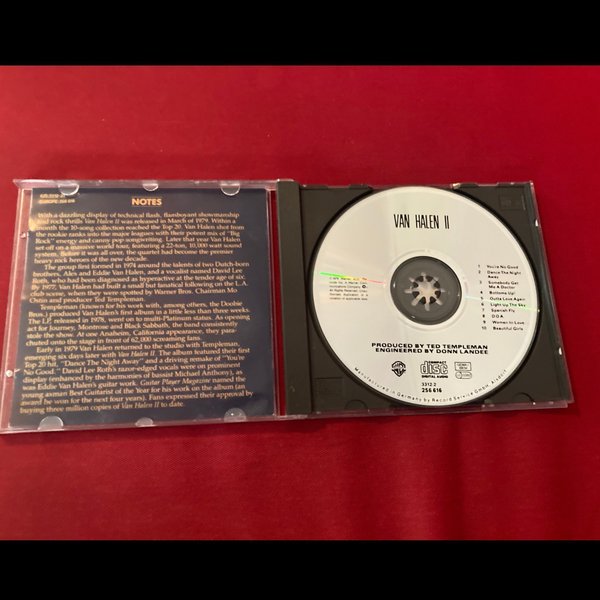 NOTES
With a dazzling display of technical flash, flamboyant showmanship
and rock thrills Van Halen II was released in March of 1979. Within a
month the 10-song collection reached the Top 20. Van Halen shot from
the rookie ranks into the major leagues with their potent mix of "Big
Rock" energy and canny pop songwriting. Later that year Van Halen
set off on a massive world tour, featuring a 22-ton, 10,000 watt sound
system. Before it was all over, the quartet had become the premier
heavy rock heroes of the new decade.
The group first formed in 1974 around the talents of two Dutch-born
brothers, Alex and Eddie Van Halen, and a vocalist named David Lee
Roth, who had been diagnosed as hyperactive at the tender age of six.
By 1977, Van Halen had built a small but fanatical following on the L.A.
club scene, when they were spotted by Warner Bros. Chairman Mo
Ostin and producer Ted Templeman.
Templeman (known for his work with, among others, the Doobie
Bros.) produced Van Halen's first album in a little less than three weeks.
The LP, released in 1978, went on to multi-Platinum status. As opening
act for Journey, Montrose and Black Sabbath, the band consistently
stole the show. At one Anaheim, California appearance, they para-
chuted onto the stage in front of 62,000 screaming fans.
Early in 1979 Van Halen returned to the studio with Templeman,
emerging six days later with Van Halen II. The album featured their first
Top 20 hit, "Dance The Night Away" and a driving remake of "You're
No Good." David Lee Roth's razor-edged vocals were on prominent
display (enhanced by the harmonies of bassist Michael Anthony), as
was Eddie Van Halen's guitar work. Guitar Player Magazine named the
young axman Best Guitarist of the Year for his work on the album (an
award he won for the next four years). Fans expressed their approval by
buying three million copies of Van Halen II to date.
VAN HALEN II
1 You're No Good
2 Dance The Night
Away
3 Somebody Get
Me A Doctor
4 Bottoms Up!
5 Outta Love Again
6 Light Up The Sky
7 Spanish Fly
8 D.O.A.
9 Women In Love
10 Beautiful Girls
PRODUCED BY TED TEMPLEMAN
ENGINEERED BY DONN LANDEE
COMPACT
disc
DIGITAL AUDIO
3312 2
256 616
Manufactured in Germany by Record Service GmbH, Alsdorf